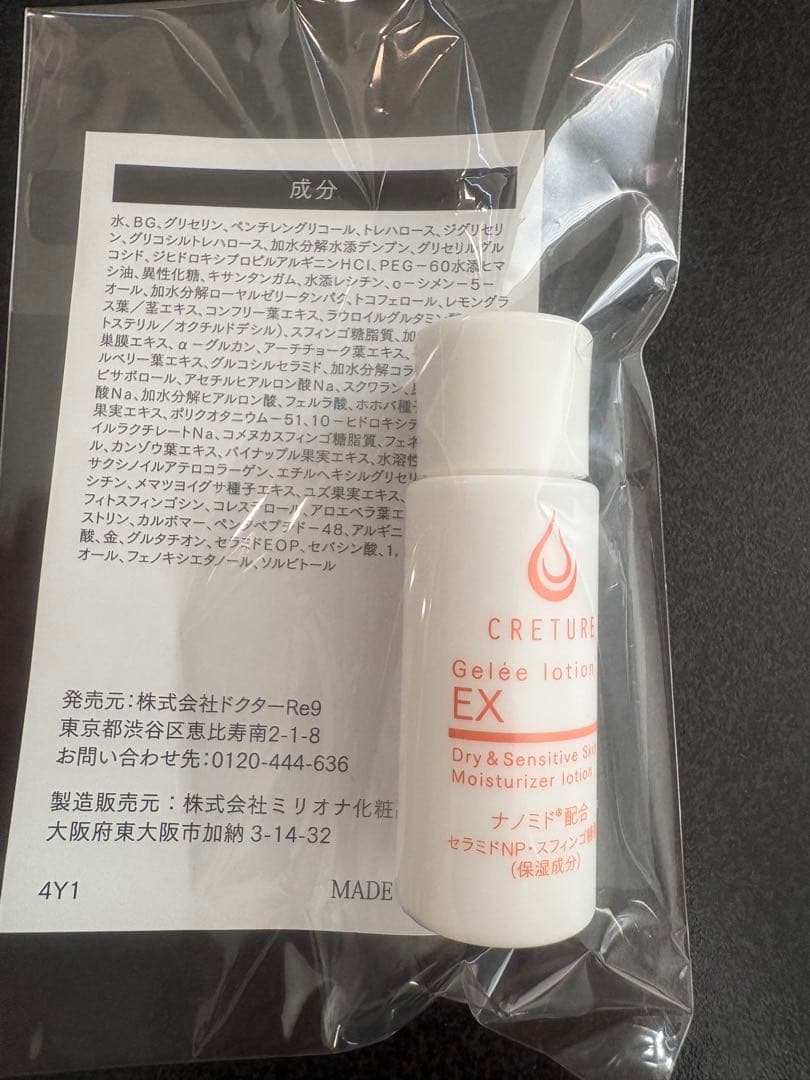 成分
水、BG、グリセリン、ペンチレングリコール、トレハロース、ジグリセリ
ン、グリコシルトレハロース、加水分解水添デンプン、グリセリルグル
コシド、ジヒドロキシプロピルアルギニンHCl、PEG-60水添ヒマ
シ油、異性化糖、キサンタンガム、水添レシチン、o-シメン-5-
オール、加水分解ローヤルゼリータンパク、トコフェロール、レモングラ
ス葉/茎エキス、コンフリー葉エキス、ラウロイルグルタミン酸
トステリル/オクチルドデシル)、スフィンゴ糖脂質、加
巣膜エキス、α-グルカン、アーチチョーク葉エキス、
ルベリー葉エキス、グルコシルセラミド、加水分解コラ
ビサボロール、アセチルヒアルロン酸Na、スクワラン、
酸Na、加水分解ヒアルロン酸、フェルラ酸、ホホバ種子
果実エキス、ポリクオタニウム-51、10-ヒドロキシデ
イルラクチレートNa、コメヌカスフィンゴ糖脂質、フェネ
ル、カンゾウ葉エキス、パイナップル果実エキス、水溶性
サクシノイルアテロコラーゲン、エチルヘキシルグリセリ
シチン、メマツヨイグサ種子エキス、ユズ果実エキス、
フィトスフィンゴシン、コレステロール、アロエベラ葉エ
ストリン、カルボマー、ペンタペプチド-48、アルギニ
酸、金、グルタチオン、セラミドEOP、セバシン酸、1,
オール、フェノキシエタノール、ソルビトール
発売元:株式会社ドクターRe9
東京都渋谷区恵比寿南2-1-8
お問い合わせ先:0120-444-636
製造販売元:株式会社ミリオナ化粧
大阪府東大阪市加納 3-14-32
4Y1 MADE
CRETURE
Gelée lotion
EX
Dry & Sensitive Skin
Moisturizer lotion
ナノミド®配合
セラミドNP・スフィンゴ糖
(保湿成分)